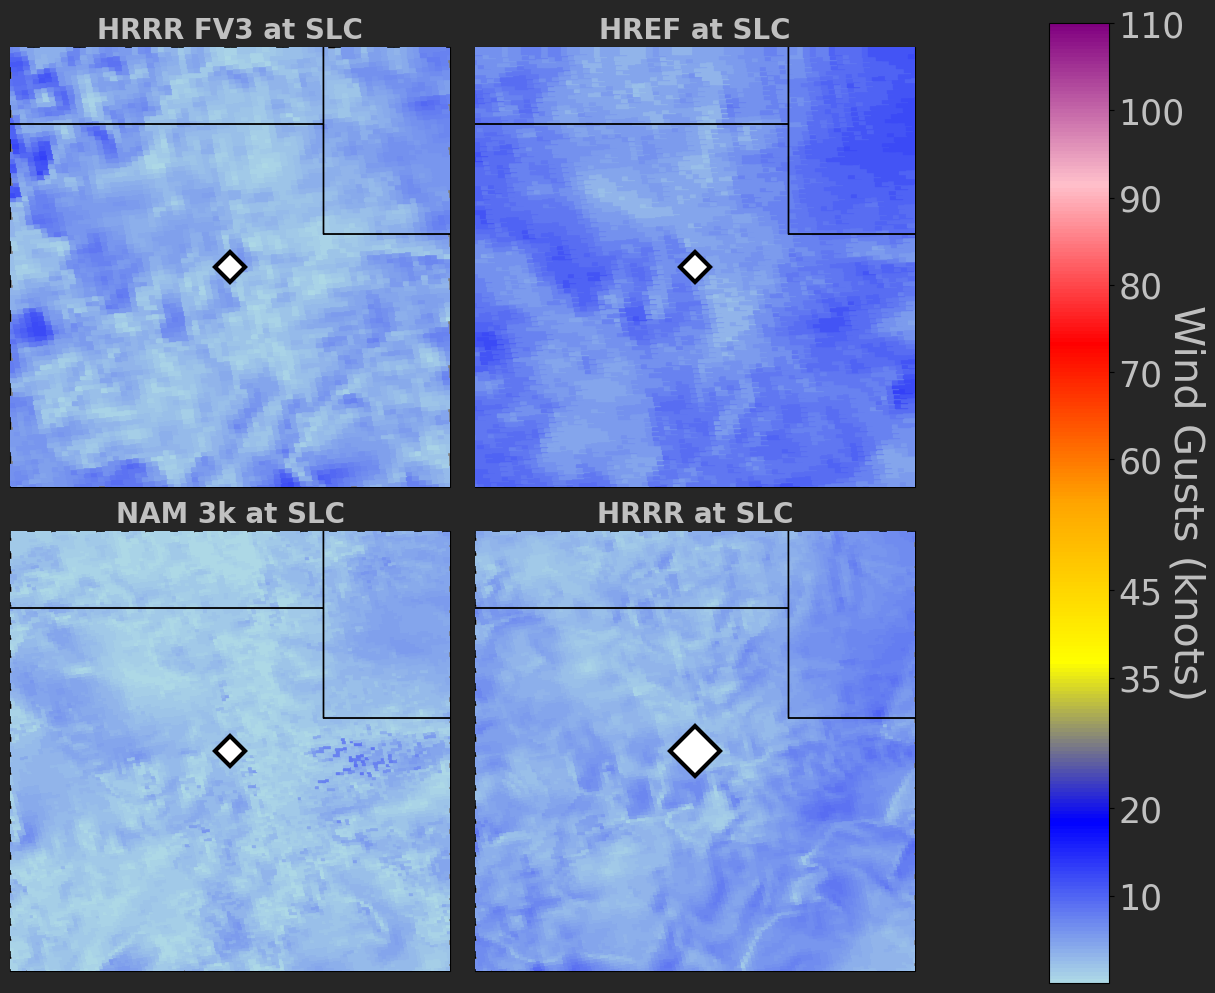 HRRR FV3 at SLC
HREF at SLC
NAM 3k at SLC
HRRR at SLC
110
100
90
80
70
60
45
35
20
10
Wind Gusts (knots)